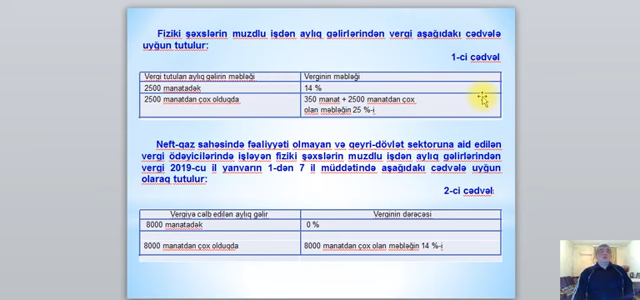 Fiziki şəxslərin muzdlu işdən aylıq gəlirlərindən vergi aşağıdakı cədvələ
uyğun tutulur:
1-ci cədvəl
Vergi tutulan aylıq gəlirin məbləği Verginin məbləği
2500 manatadək 14 %
2500 manatdan çox olduqda 350 manat + 2500 manatdan çox
olan məbləğin 25 %-i
Neft-qaz sahəsində fəaliyyəti olmayan və qeyri-dövlət sektoruna aid edilən
vergi ödəyicilərində işləyən fiziki şəxslərin muzdlu işdən aylıq gəlirlərindən
vergi 2019-cu il yanvarın 1-dən 7 il müddətində aşağıdakı cədvələ uyğun
olaraq tutulur:
2-ci cədvəl:
Vergiyə cəlb edilən aylıq gəlir Verginin dərəcəsi
8000 manatadək 0 %
8000 manatdan çox olduqda 8000 manatdan çox olan məbləğin 14 %-i